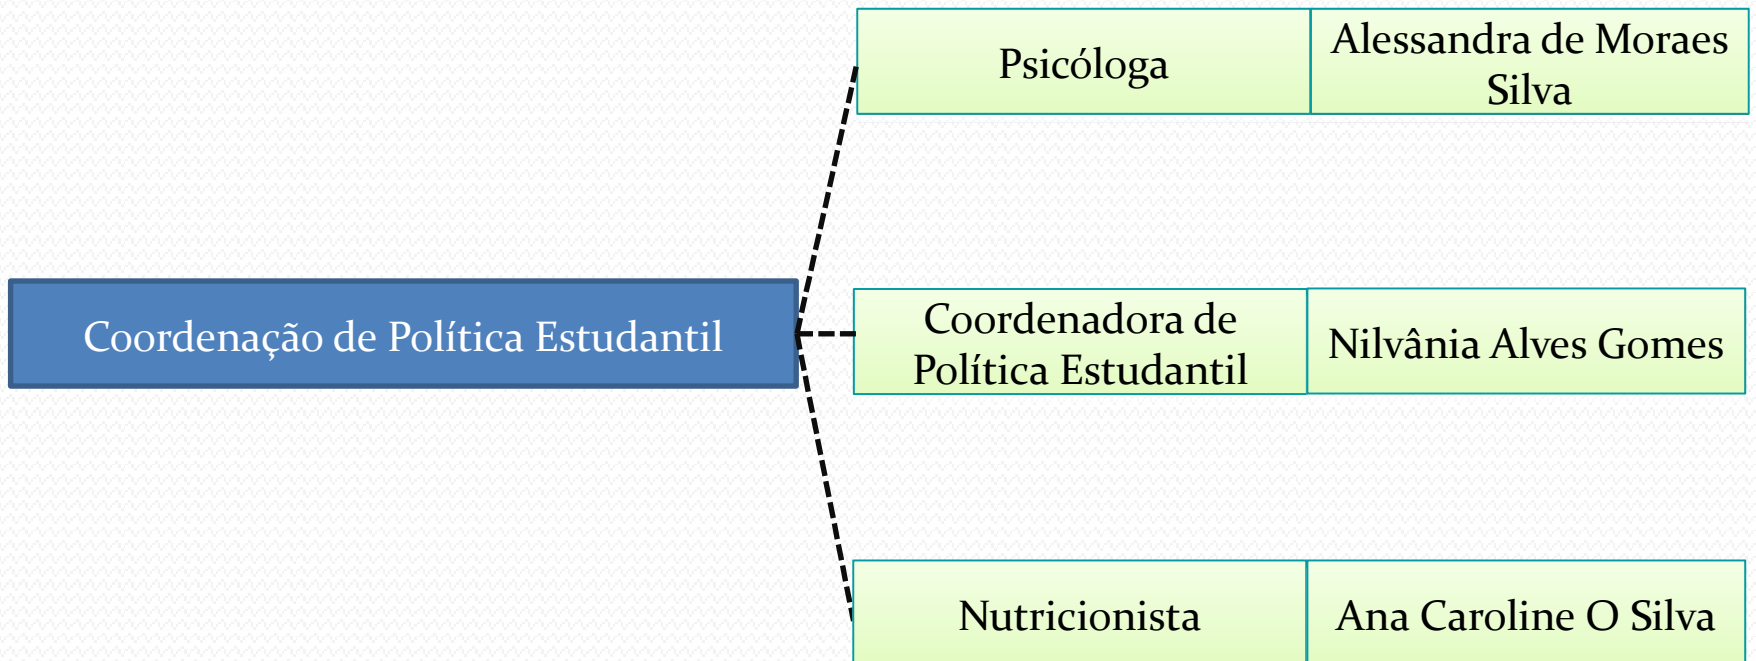 Psicóloga
Alessandra de Moraes
Silva
Coordenação de Política Estudantil
Coordenadora de
Política Estudantil
Nilvânia Alves Gomes
Nutricionista
Ana Caroline O Silva